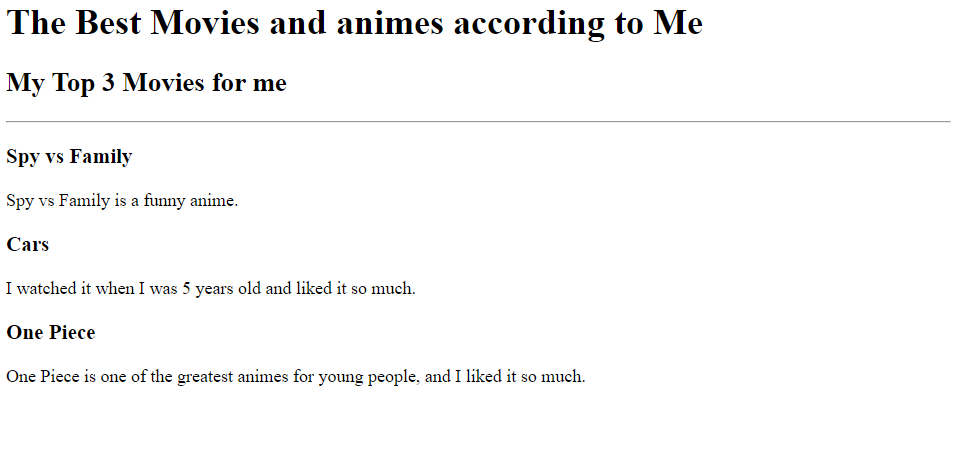 The Best Movies and animes according to Me
My Top 3 Movies for me
Spy vs Family
Spy vs Family is a funny anime.
Cars
I watched it when I was 5 years old and liked it so much.
One Piece
One Piece is one of the greatest animes for young people, and I liked it so much.